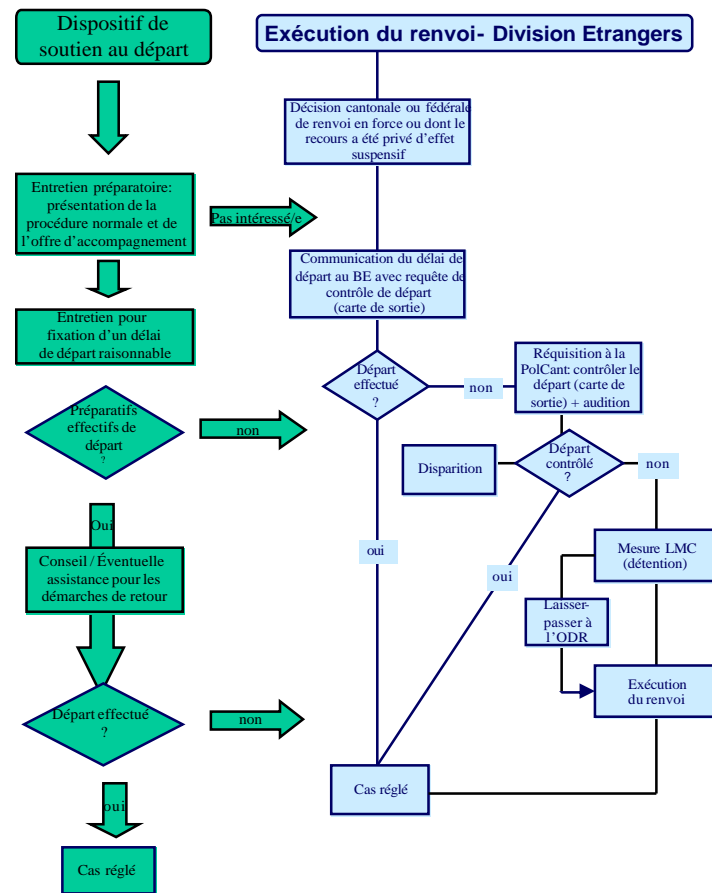 Dispositif de
soutien au départ
Entretien préparatoire:
présentation de la
procédure normale et de
l'offre d'accompagnement
Pas intéressé/e
Entretien pour
fixation d'un délai
de départ raisonnable
Préparatifs
effectifs de
départ
?
non
Oui
Conseil / Éventuelle
assistance pour les
démarches de retour
Départ effectué
?
non
oui
Cas réglé
Exécution du renvoi- Division Etrangers
Décision cantonale ou fédérale
de renvoi en force ou dont le
recours a été privé d'effet
suspensif
Communication du délai de
départ au BE avec requête de
contrôle de départ
(carte de sortie)
Départ
effectué
?
non
Réquisition à la
PolCant: contrôler le
départ (carte de
sortie) + audition
Disparition
Départ
contrôlé
?
non
oui
oui
Mesure LMC
(détention)
Laisser-
passer à
l'ODR
Exécution
du renvoi
Cas réglé